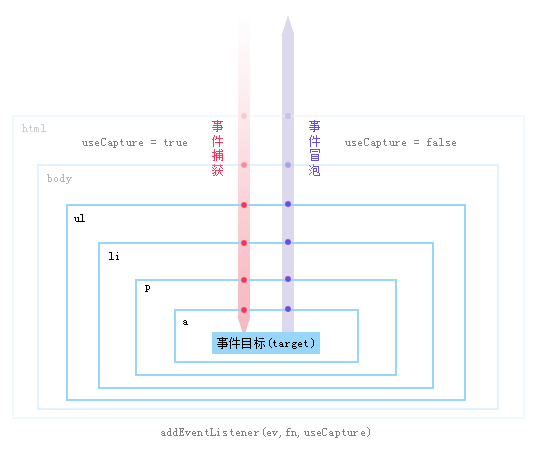 html
useCapture = true
事件捕获
事件冒泡
useCapture = false
body
ul
li
p
a
事件目标(target)
addEventListener(ev,fn,useCapture)